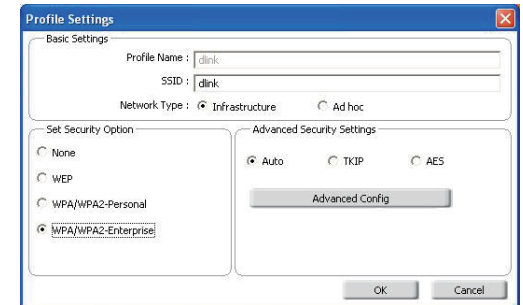 Profile Settings
Basic Settings
Profile Name : dlink
SSID : dlink
Network Type : Infrastructure Ad hoc
Set Security Option
None
WEP
WPA/WPA2-Personal
WPA/WPA2-Enterprise
Advanced Security Settings
Auto TKIP AES
Advanced Config
OK Cancel